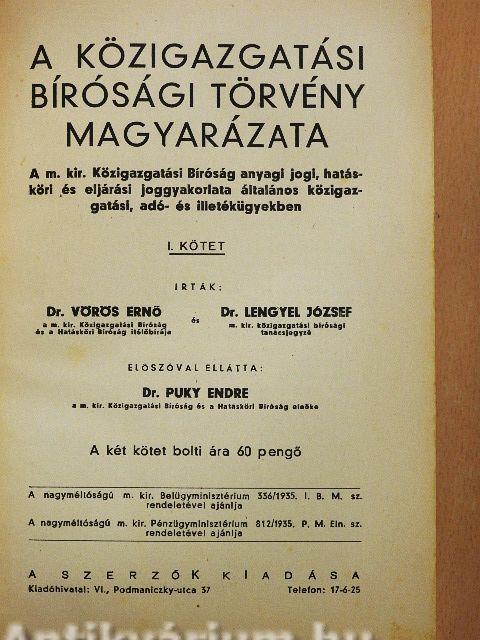 A KÖZIGAZGATÁSI
BÍRÓSÁGI TÖRVÉNY
MAGYARÁZATA
A m. kir. Közigazgatási Bíróság anyagi jogi, hatás-
köri és eljárási joggyakorlata általános közigaz-
gatási, adó- és illetékügyekben
I. KÖTET
IRTÁK:
Dr. VÖRÖS ERNŐ
a m. kir. Közigazgatási Bíróság
és a Hatásköri Bíróság itélőbírája
és
Dr. LENGYEL JÓZSEF
m. kir. közigazgatási bírósági
tanácsjegyző
ELŐSZÓVAL ELLÁTTA:
Dr. PUKY ENDRE
a m. kir. Közigazgatási Bíróság és a Hatásköri Bíróság elnöke
A két kötet bolti ára 60 pengő
A nagyméltóságú m. kir. Belügyminisztérium 336/1935. I. B. M. sz.
rendeletével ajánlja
A nagyméltóságú m. kir. Pénzügyminisztérium 812/1935. P. M. Eln. sz.
rendeletével ajánlja
A SZERZŐK KIADÁSA
Kiadóhivatal: VI., Podmaniczky-utca 37 Telefon: 17-6-25
Antikvárium.hu